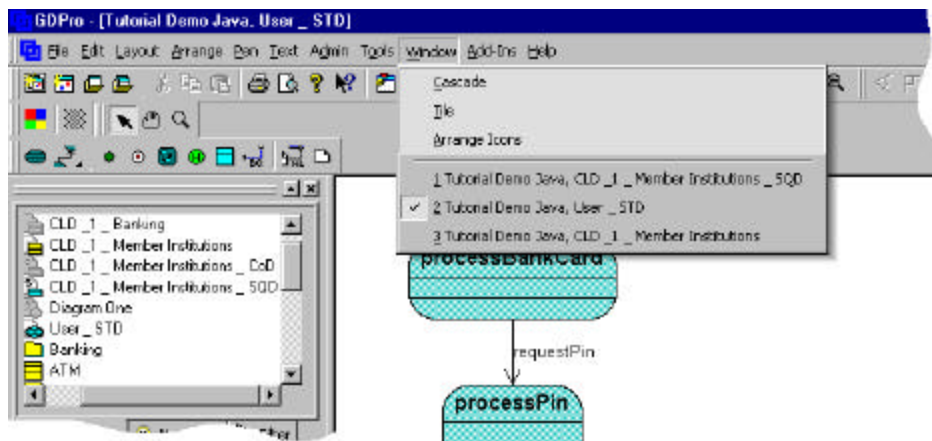 GDPro - [Tutorial Demo Java, User _ STD]
File Edit Layout Arrange Pen Text Admin Tools Window Add-Ins Help
Cascade
Tile
Arrange Icons
1 Tutorial Demo Java, CLD _1 _ Member Institutions _ SQD
2 Tutorial Demo Java, User _ STD
3 Tutorial Demo Java, CLD _1 _ Member Institutions
CLD _1 _ Banking
CLD _1 _ Member Institutions
CLD _1 _ Member Institutions _ CoD
CLD _1 _ Member Institutions _ SQD
Diagram One
User _ STD
Banking
ATM
processBankCard
requestPin
processPin